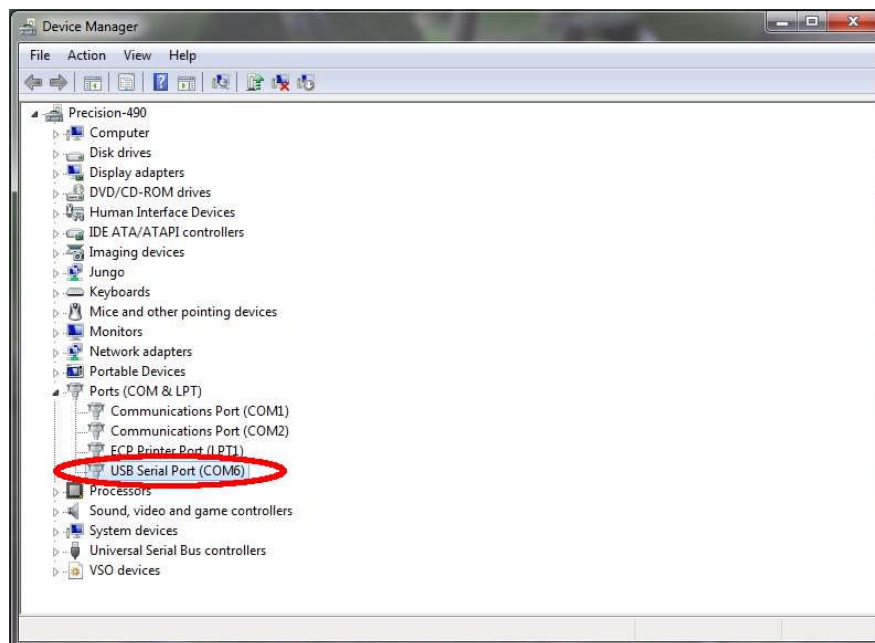 Device Manager
File Action View Help
Precision-490
Computer
Disk drives
Display adapters
DVD/CD-ROM drives
Human Interface Devices
IDE ATA/ATAPI controllers
Imaging devices
Jungo
Keyboards
Mice and other pointing devices
Monitors
Network adapters
Portable Devices
Ports (COM & LPT)
Communications Port (COM1)
Communications Port (COM2)
ECP Printer Port (LPT1)
USB Serial Port (COM6)
Processors
Sound, video and game controllers
System devices
Universal Serial Bus controllers
VSO devices